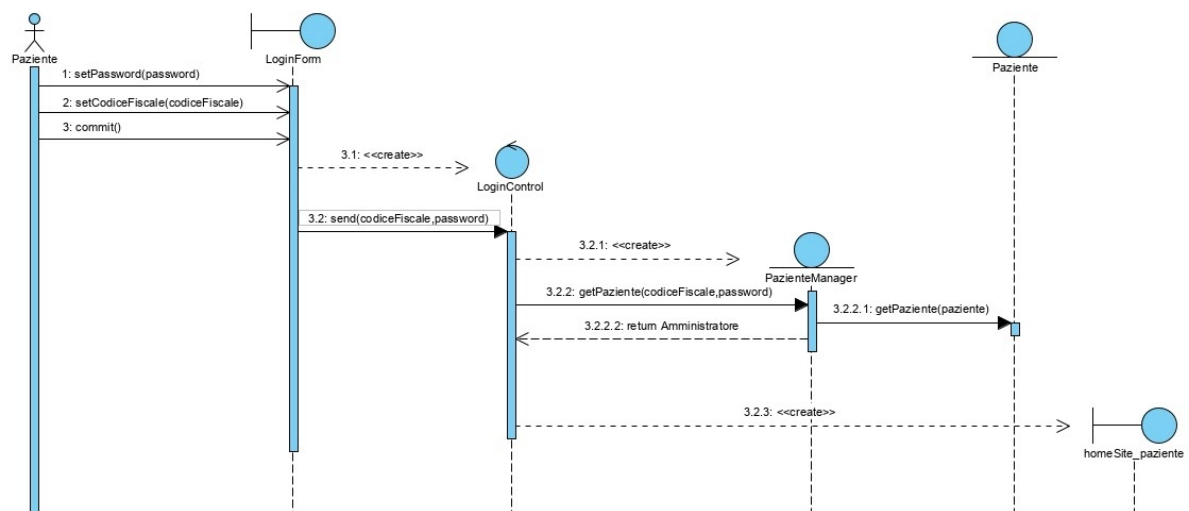 Paziente
LoginForm
Paziente
1: setPassword(password)
2: setCodiceFiscale(codiceFiscale)
3: commit()
3.1: <<create>>
LoginControl
3.2: send(codiceFiscale,password)
3.2.1: <<create>>
PazienteManager
3.2.2: getPaziente(codiceFiscale,password)
3.2.2.1: getPaziente(paziente)
3.2.2.2: return Amministratore
3.2.3: <<create>>
homeSite_paziente